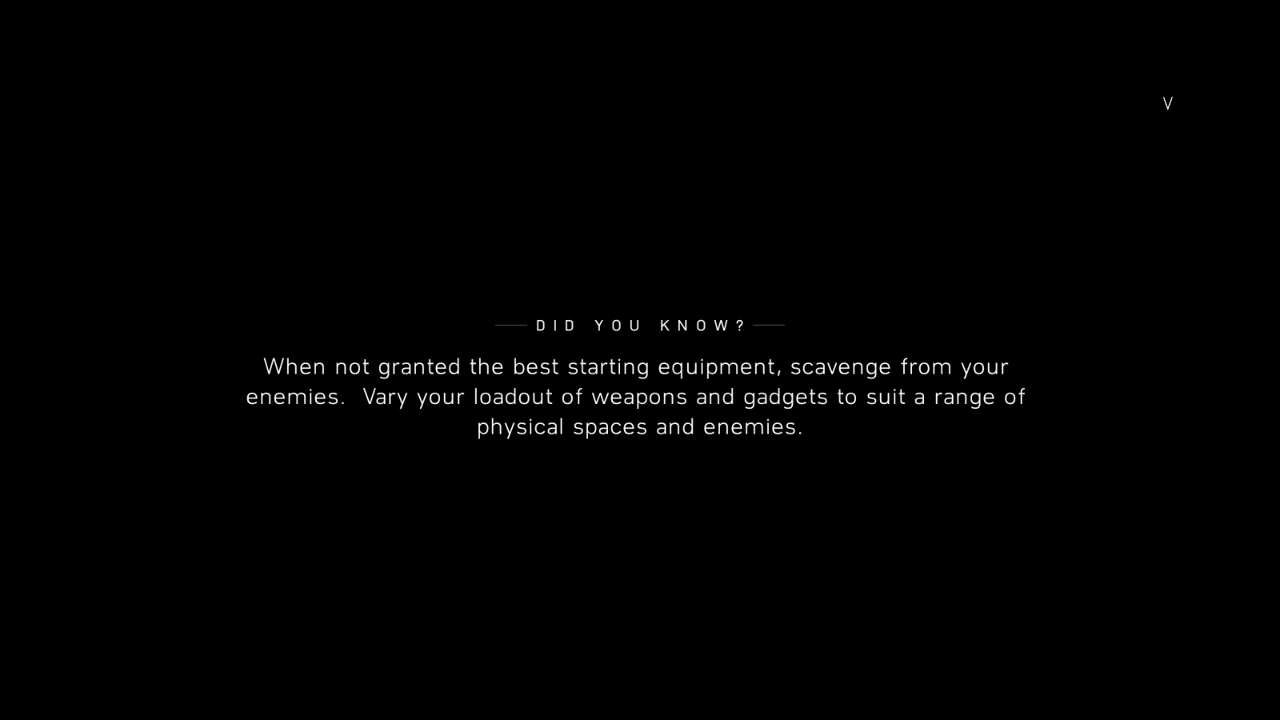 V
DID YOU KNOW?
When not granted the best starting equipment, scavenge from your
enemies.  Vary your loadout of weapons and gadgets to suit a range of
physical spaces and enemies.